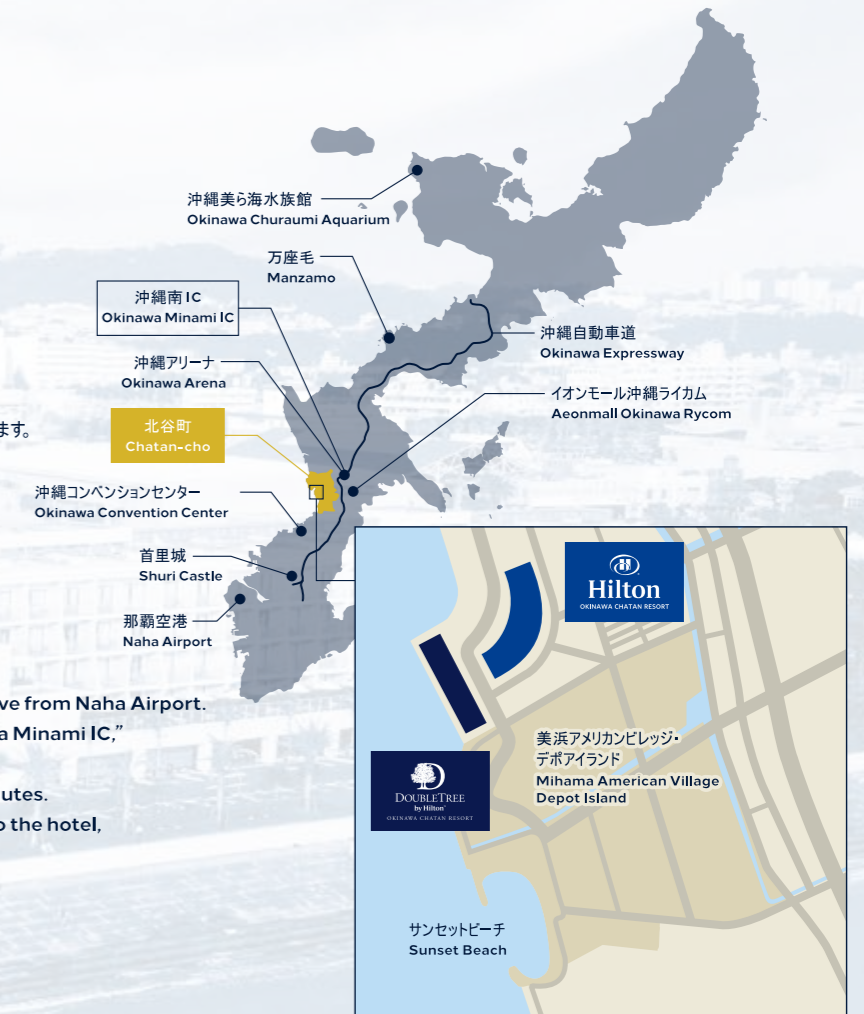 沖縄美ら海水族館
Okinawa Churaumi Aquarium
万座毛
Manzamo
沖縄南IC
Okinawa Minami IC
沖縄自動車道
Okinawa Expressway
沖縄アリーナ
Okinawa Arena
イオンモール沖縄ライカム
Aeonmall Okinawa Rycom
ます。
北谷町
Chatan-cho
沖縄コンベンションセンター
Okinawa Convention Center
首里城
Shuri Castle
那覇空港
Naha Airport
ve from Naha Airport.
a Minami IC,”
utes.
o the hotel,
Hilton
OKINAWA CHATAN RESORT
美浜アメリカンビレッジ・
デポアイランド
Mihama American Village
Depot Island
DOUBLETREE
by Hilton
OKINAWA CHATAN RESORT
サンセットビーチ
Sunset Beach